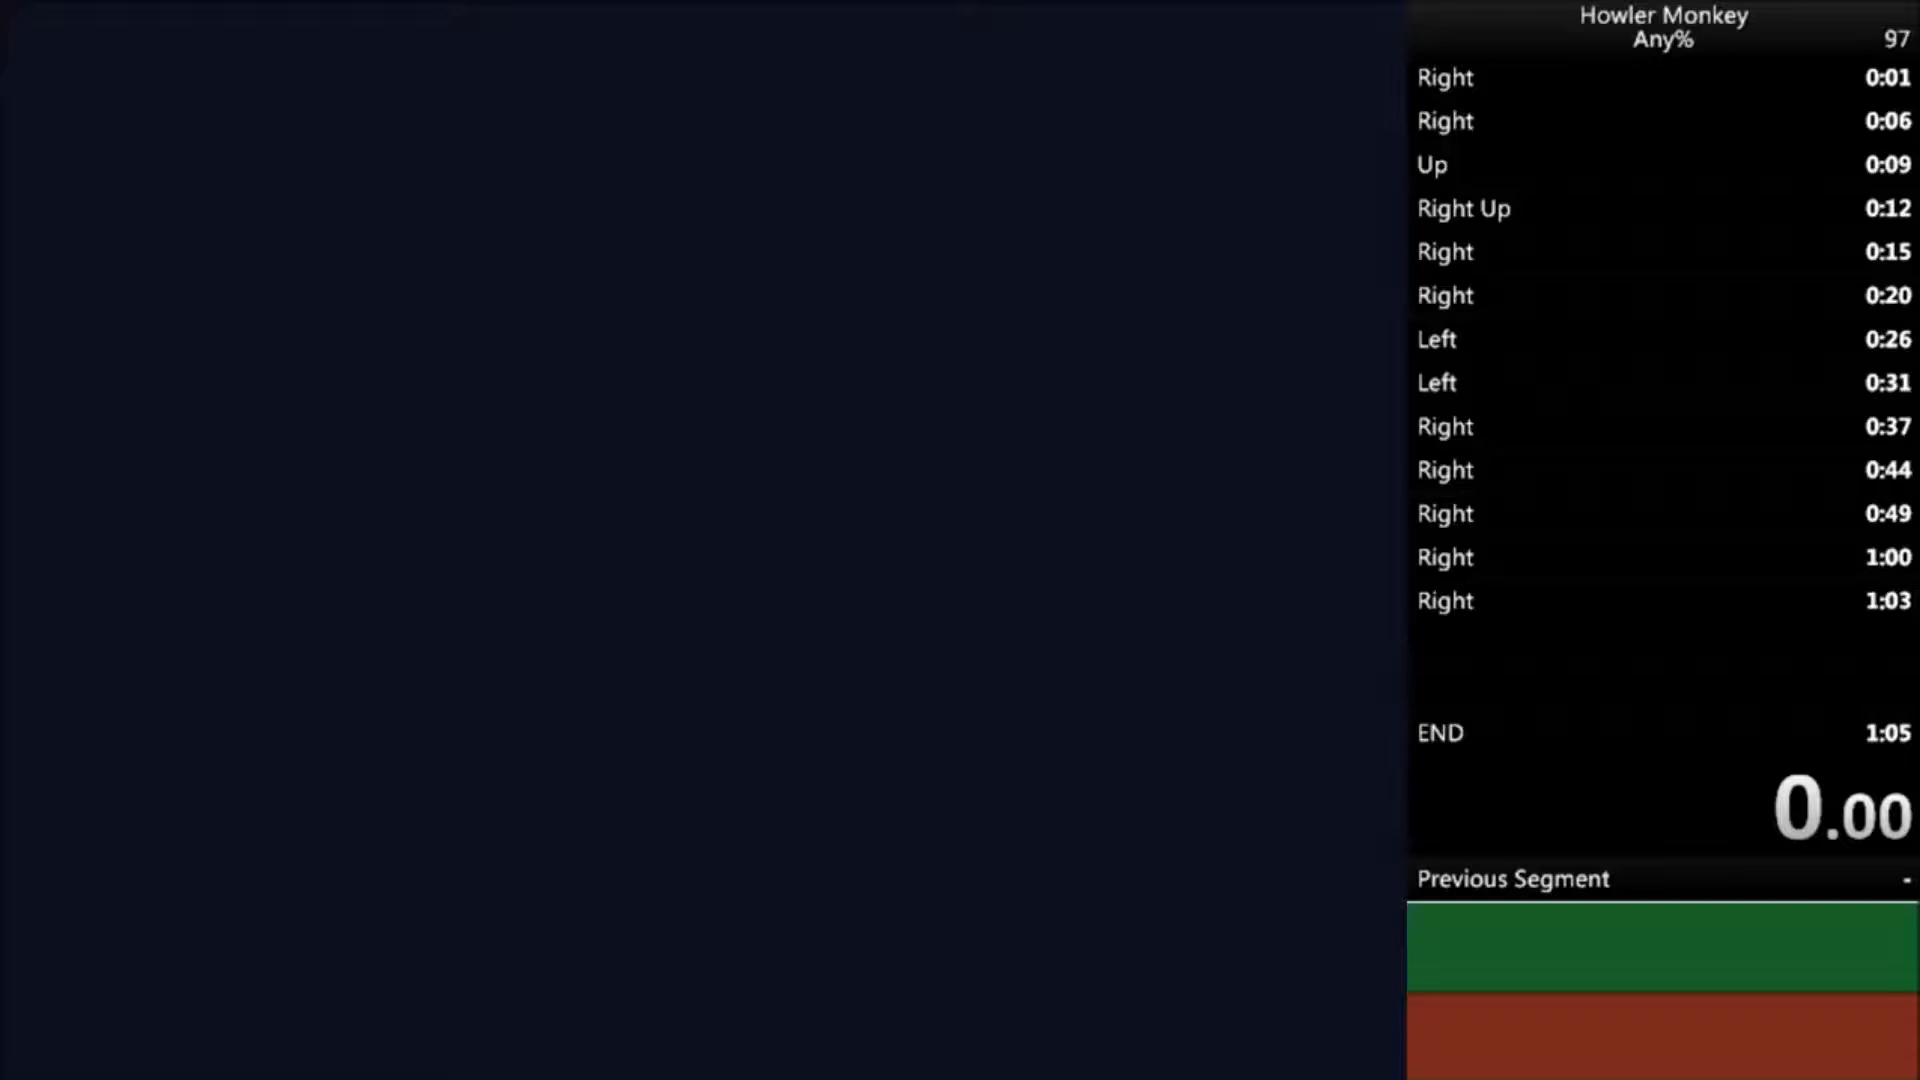 Howler Monkey
Any% 97
Right 0:01
Right 0:06
Up 0:09
Right Up 0:12
Right 0:15
Right 0:20
Left 0:26
Left 0:31
Right 0:37
Right 0:44
Right 0:49
Right 1:00
Right 1:03
END 1:05
0.00
Previous Segment -